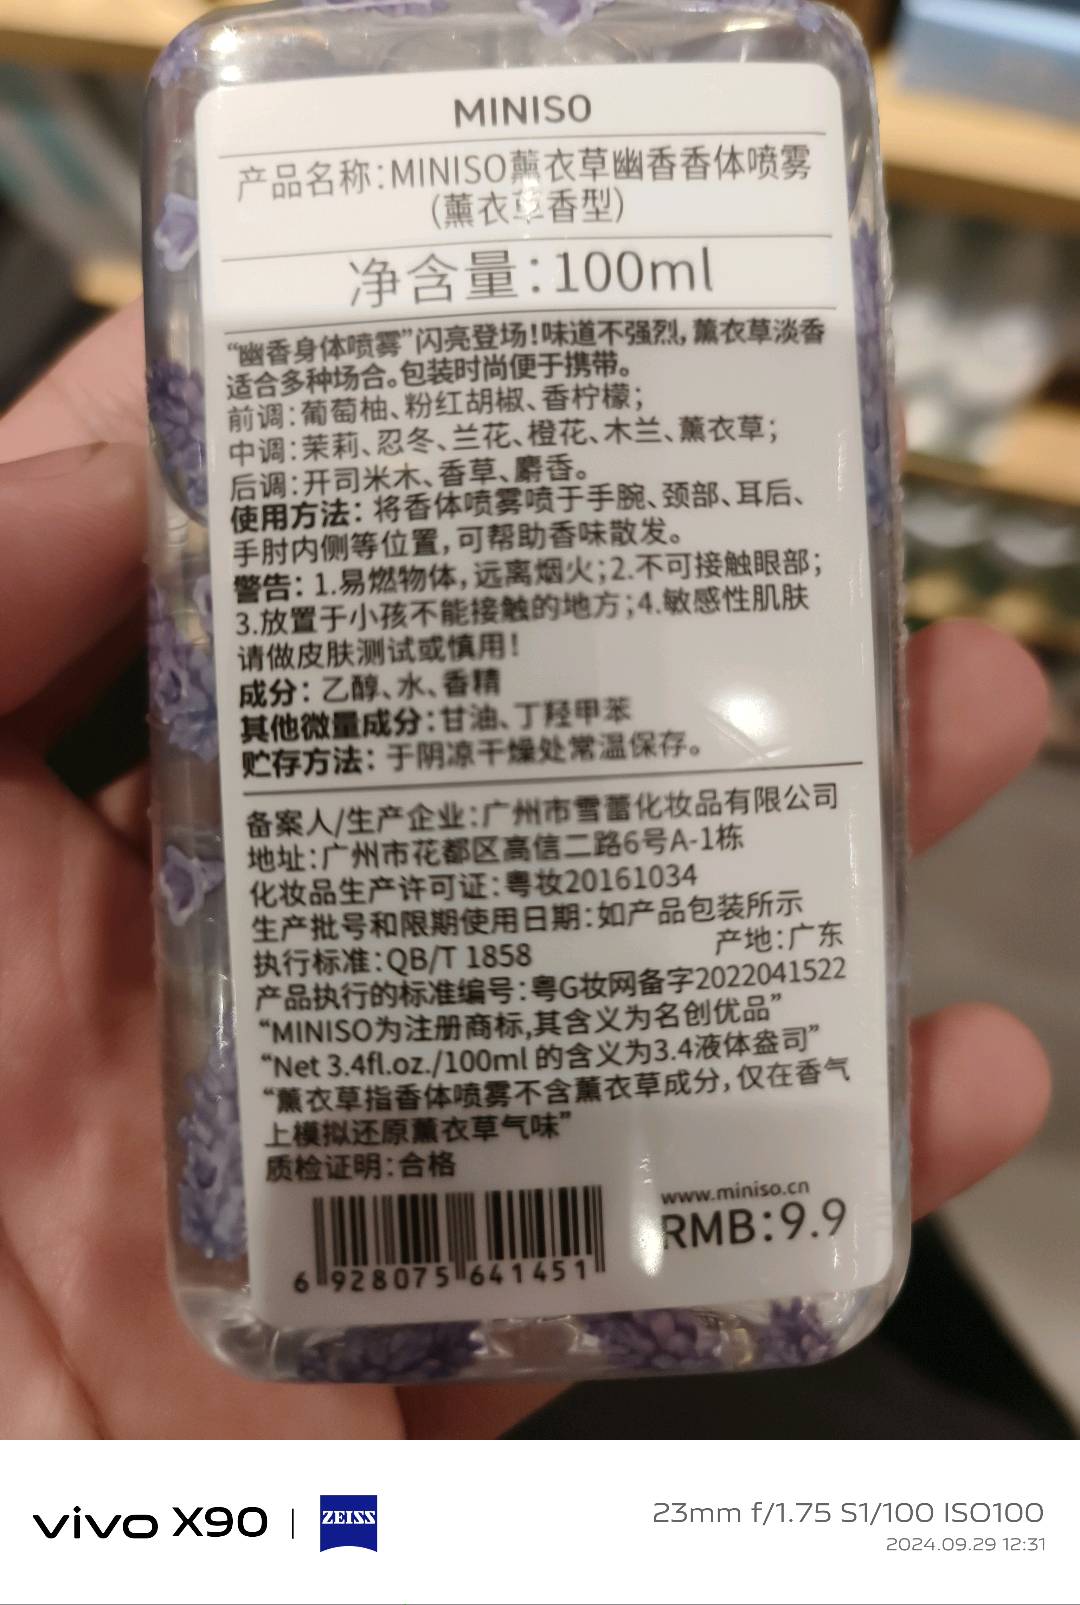 MINISO
产品名称：MINISO薰衣草幽香香体喷雾
（薰衣草香型）
净含量：100ml
“幽香身体喷雾”闪亮登场！味道不强烈，薰衣草淡香
适合多种场合。包装时尚便于携带。
前调：葡萄柚、粉红胡椒、香柠檬；
中调：茉莉、忍冬、兰花、橙花、木兰、薰衣草；
后调：开司米木、香草、麝香。
使用方法：将香体喷雾喷于手腕、颈部、耳后、
手肘内侧等位置，可帮助香味散发。
警告：1.易燃物体，远离烟火；2.不可接触眼部；
3.放置于小孩不能接触的地方；4.敏感性肌肤
请做皮肤测试或慎用！
成分：乙醇、水、香精
其他微量成分：甘油、丁羟甲苯
贮存方法：于阴凉干燥处常温保存。
备案人/生产企业：广州市雪蕾化妆品有限公司
地址：广州市花都区高信二路6号A-1栋
化妆品生产许可证：粤妆20161034
生产批号和限期使用日期：如产品包装所示
执行标准：QB/T 1858 产地：广东
产品执行的标准编号：粤G妆网备字2022041522
“MINISO为注册商标,其含义为名创优品”
“Net 3.4fl.oz./100ml 的含义为3.4液体盎司”
“薰衣草指香体喷雾不含薰衣草成分，仅在香气
上模拟还原薰衣草气味”
质检证明：合格
www.miniso.cn
RMB：9.9
6 928075 641451
vivo X90 | ZEISS
23mm f/1.75 S1/100 ISO100
2024.09.29 12:31